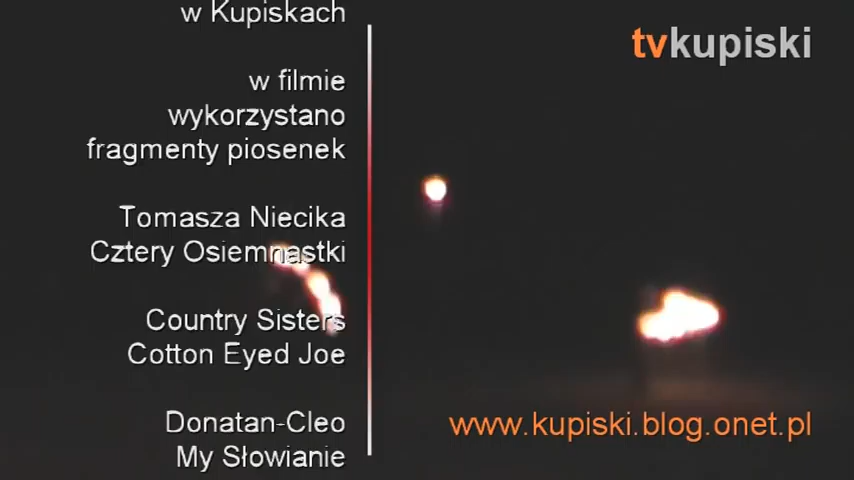 w Kupiskach
w filmie
wykorzystano
fragmenty piosenek
Tomasza Niecika
Cztery Osiemnastki
Country Sisters
Cotton Eyed Joe
Donatan-Cleo
My Słowianie
tvkupiski
www.kupiski.blog.onet.pl